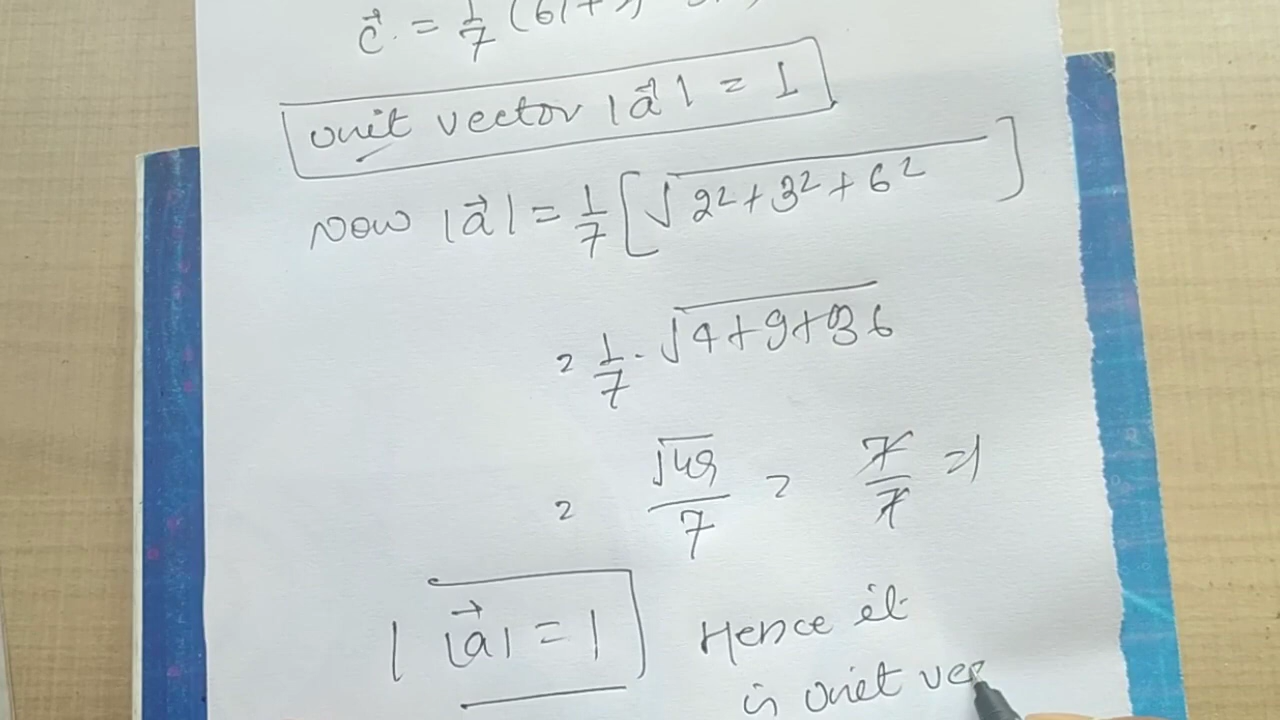 c⃗ = 1/7 (6i +
unit vector |a⃗| = 1
Now |a⃗| = 1/7 [√2² + 3² + 6²]
= 1/7 · √4 + 9 + 36
= √49/7 = 7/7 = 1
|a⃗| = 1 Hence it
is unit vec